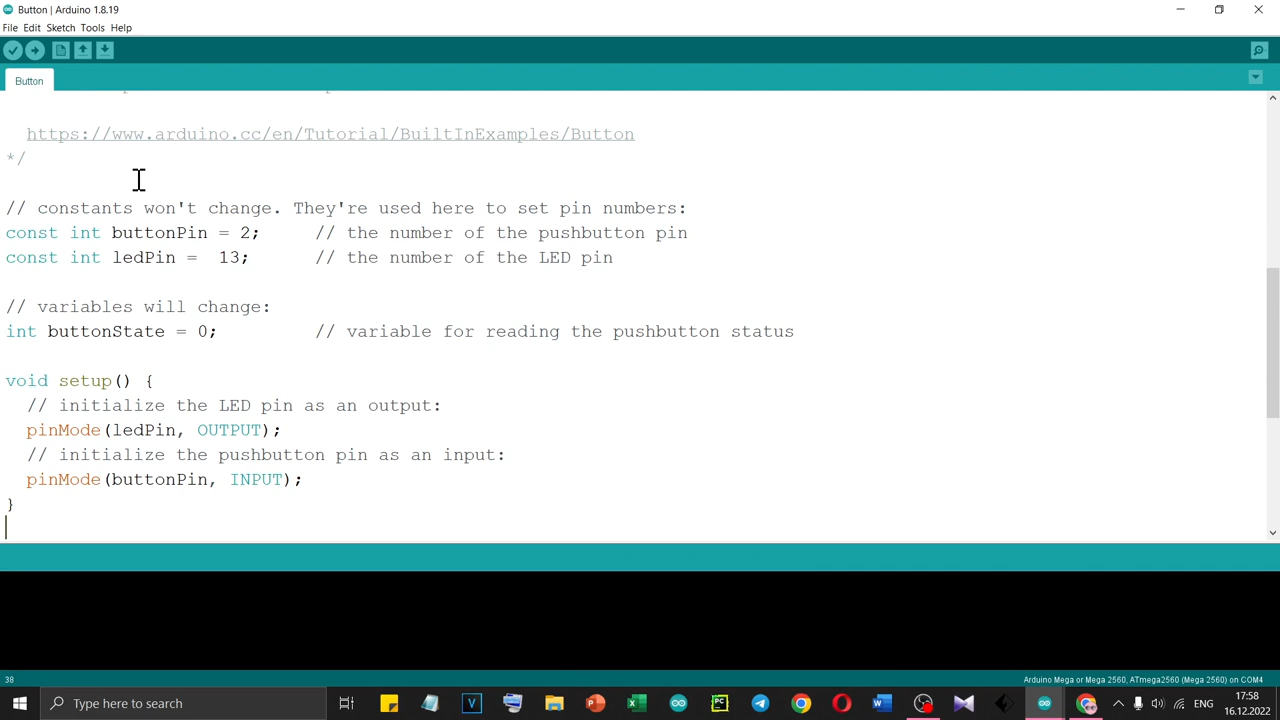 Button | Arduino 1.8.19
File Edit Sketch Tools Help
Button
https://www.arduino.cc/en/Tutorial/BuiltInExamples/Button
*/
// constants won't change. They're used here to set pin numbers:
const int buttonPin = 2;     // the number of the pushbutton pin
const int ledPin =  13;      // the number of the LED pin
// variables will change:
int buttonState = 0;         // variable for reading the pushbutton status
void setup() {
// initialize the LED pin as an output:
pinMode(ledPin, OUTPUT);
// initialize the pushbutton pin as an input:
pinMode(buttonPin, INPUT);
}
38
Arduino Mega or Mega 2560, ATmega2560 (Mega 2560) on COM4
Type here to search
ENG
17:58
16.12.2022